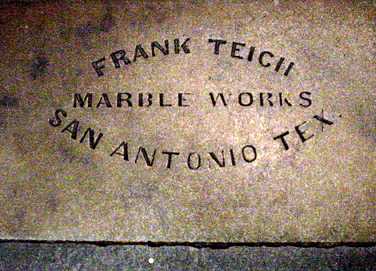 FRANK TEICH
MARBLE WORKS
SAN ANTONIO TEX.